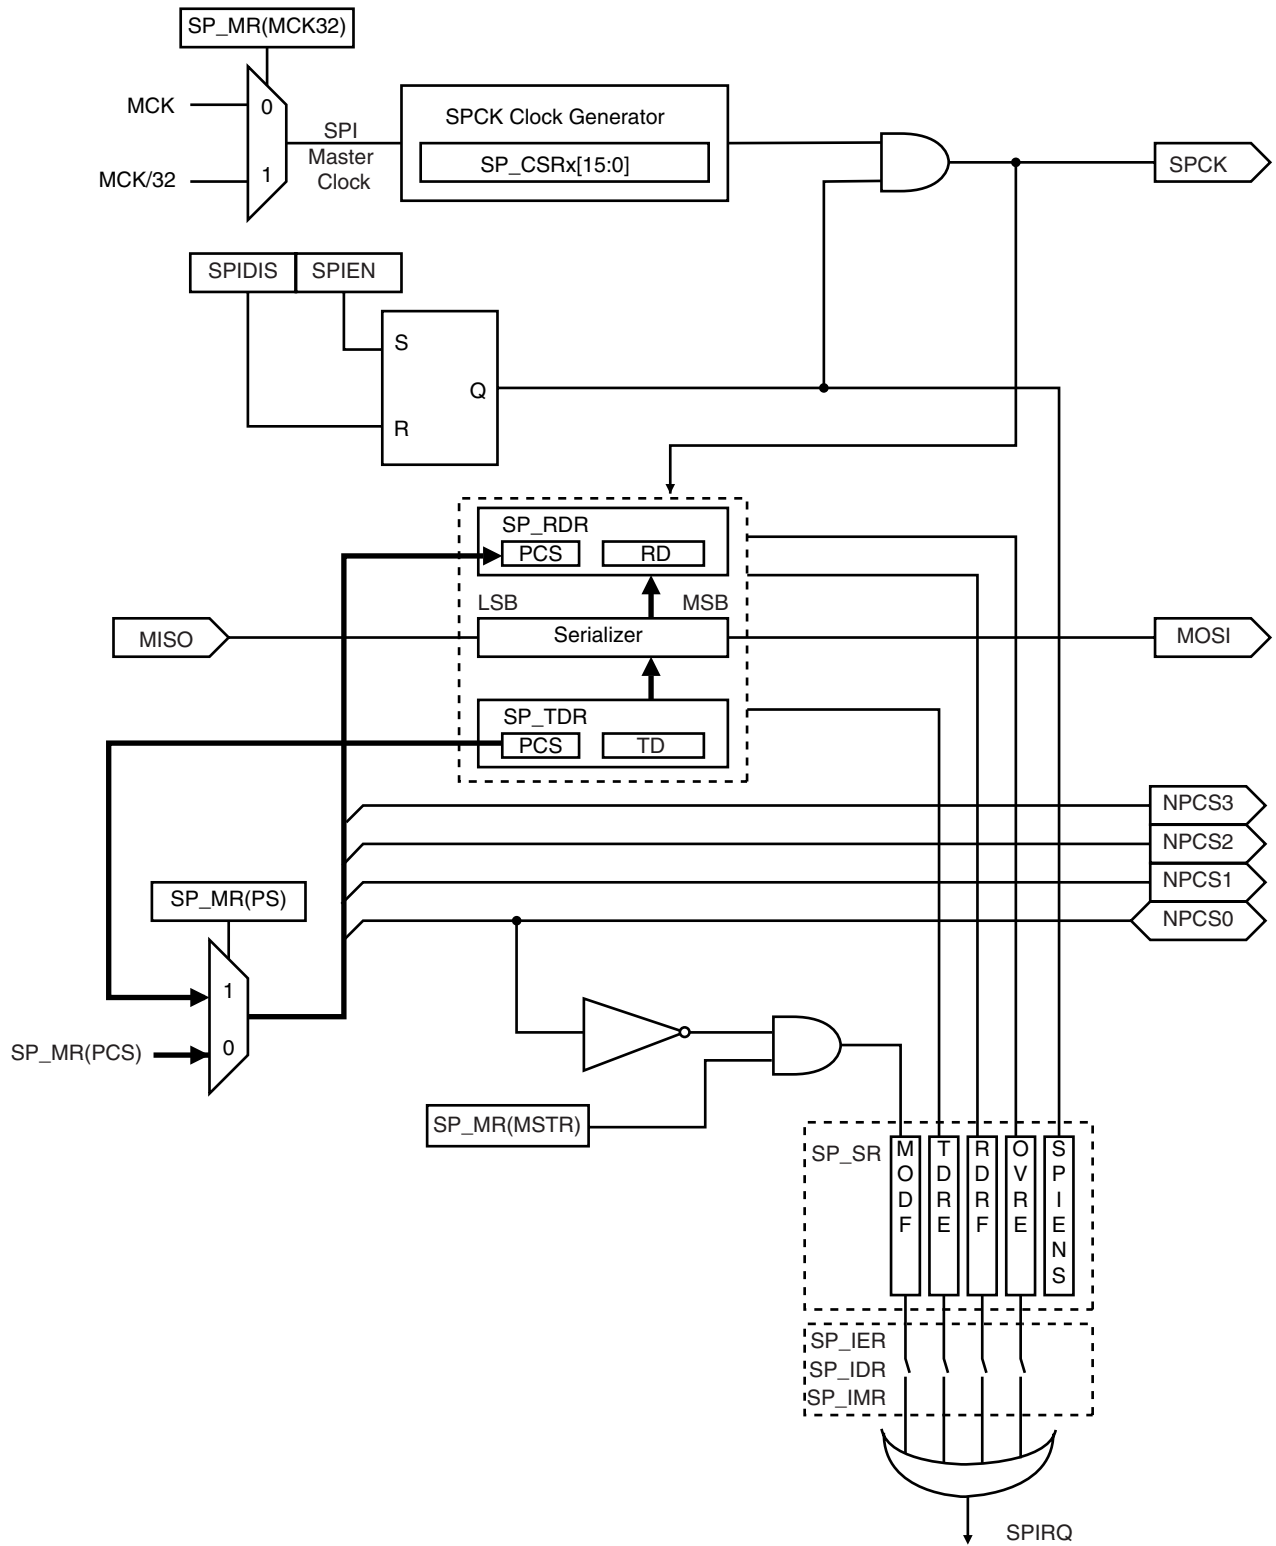 SP_MR(MCK32)
MCK
0
SPI
Master
Clock
MCK/32
1
SPCK Clock Generator
SP_CSRx[15:0]
SPCK
SPIDIS
SPIEN
S
Q
R
SP_RDR
PCS
RD
LSB
MSB
MISO
Serializer
MOSI
SP_TDR
PCS
TD
NPCS3
NPCS2
NPCS1
NPCS0
SP_MR(PS)
1
0
SP_MR(PCS)
SP_MR(MSTR)
SP_SR
MODF
TDRE
RDRF
OVRE
SPIENS
SP_IER
SP_IDR
SP_IMR
SPIRQ